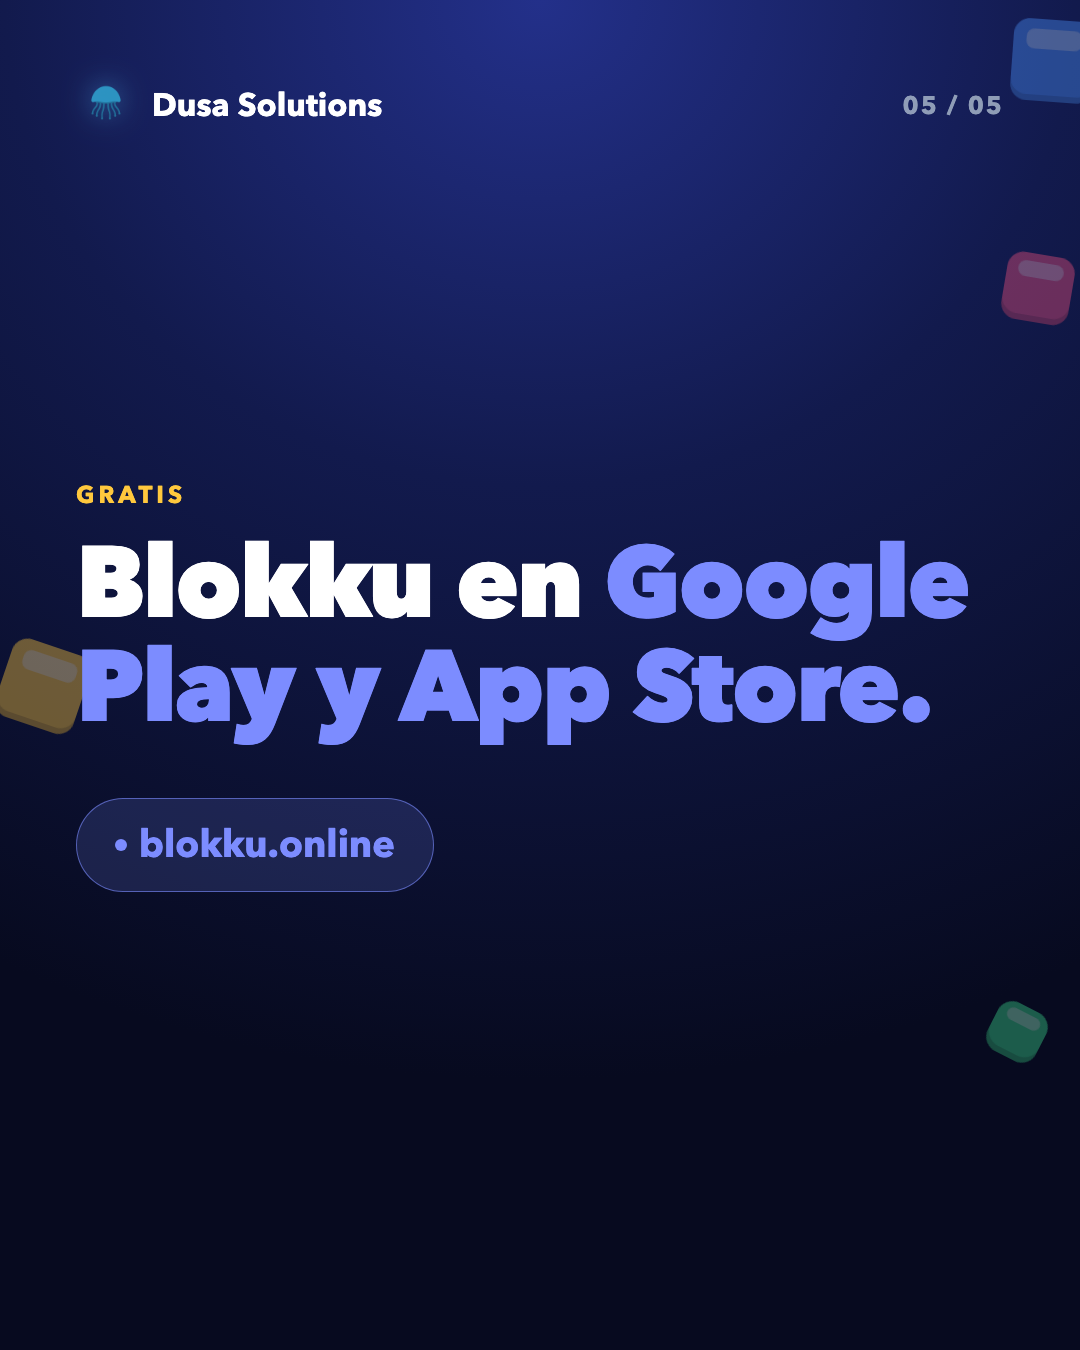 Dusa Solutions
05 / 05
GRATIS
Blokku en Google
Play y App Store.
• blokku.online